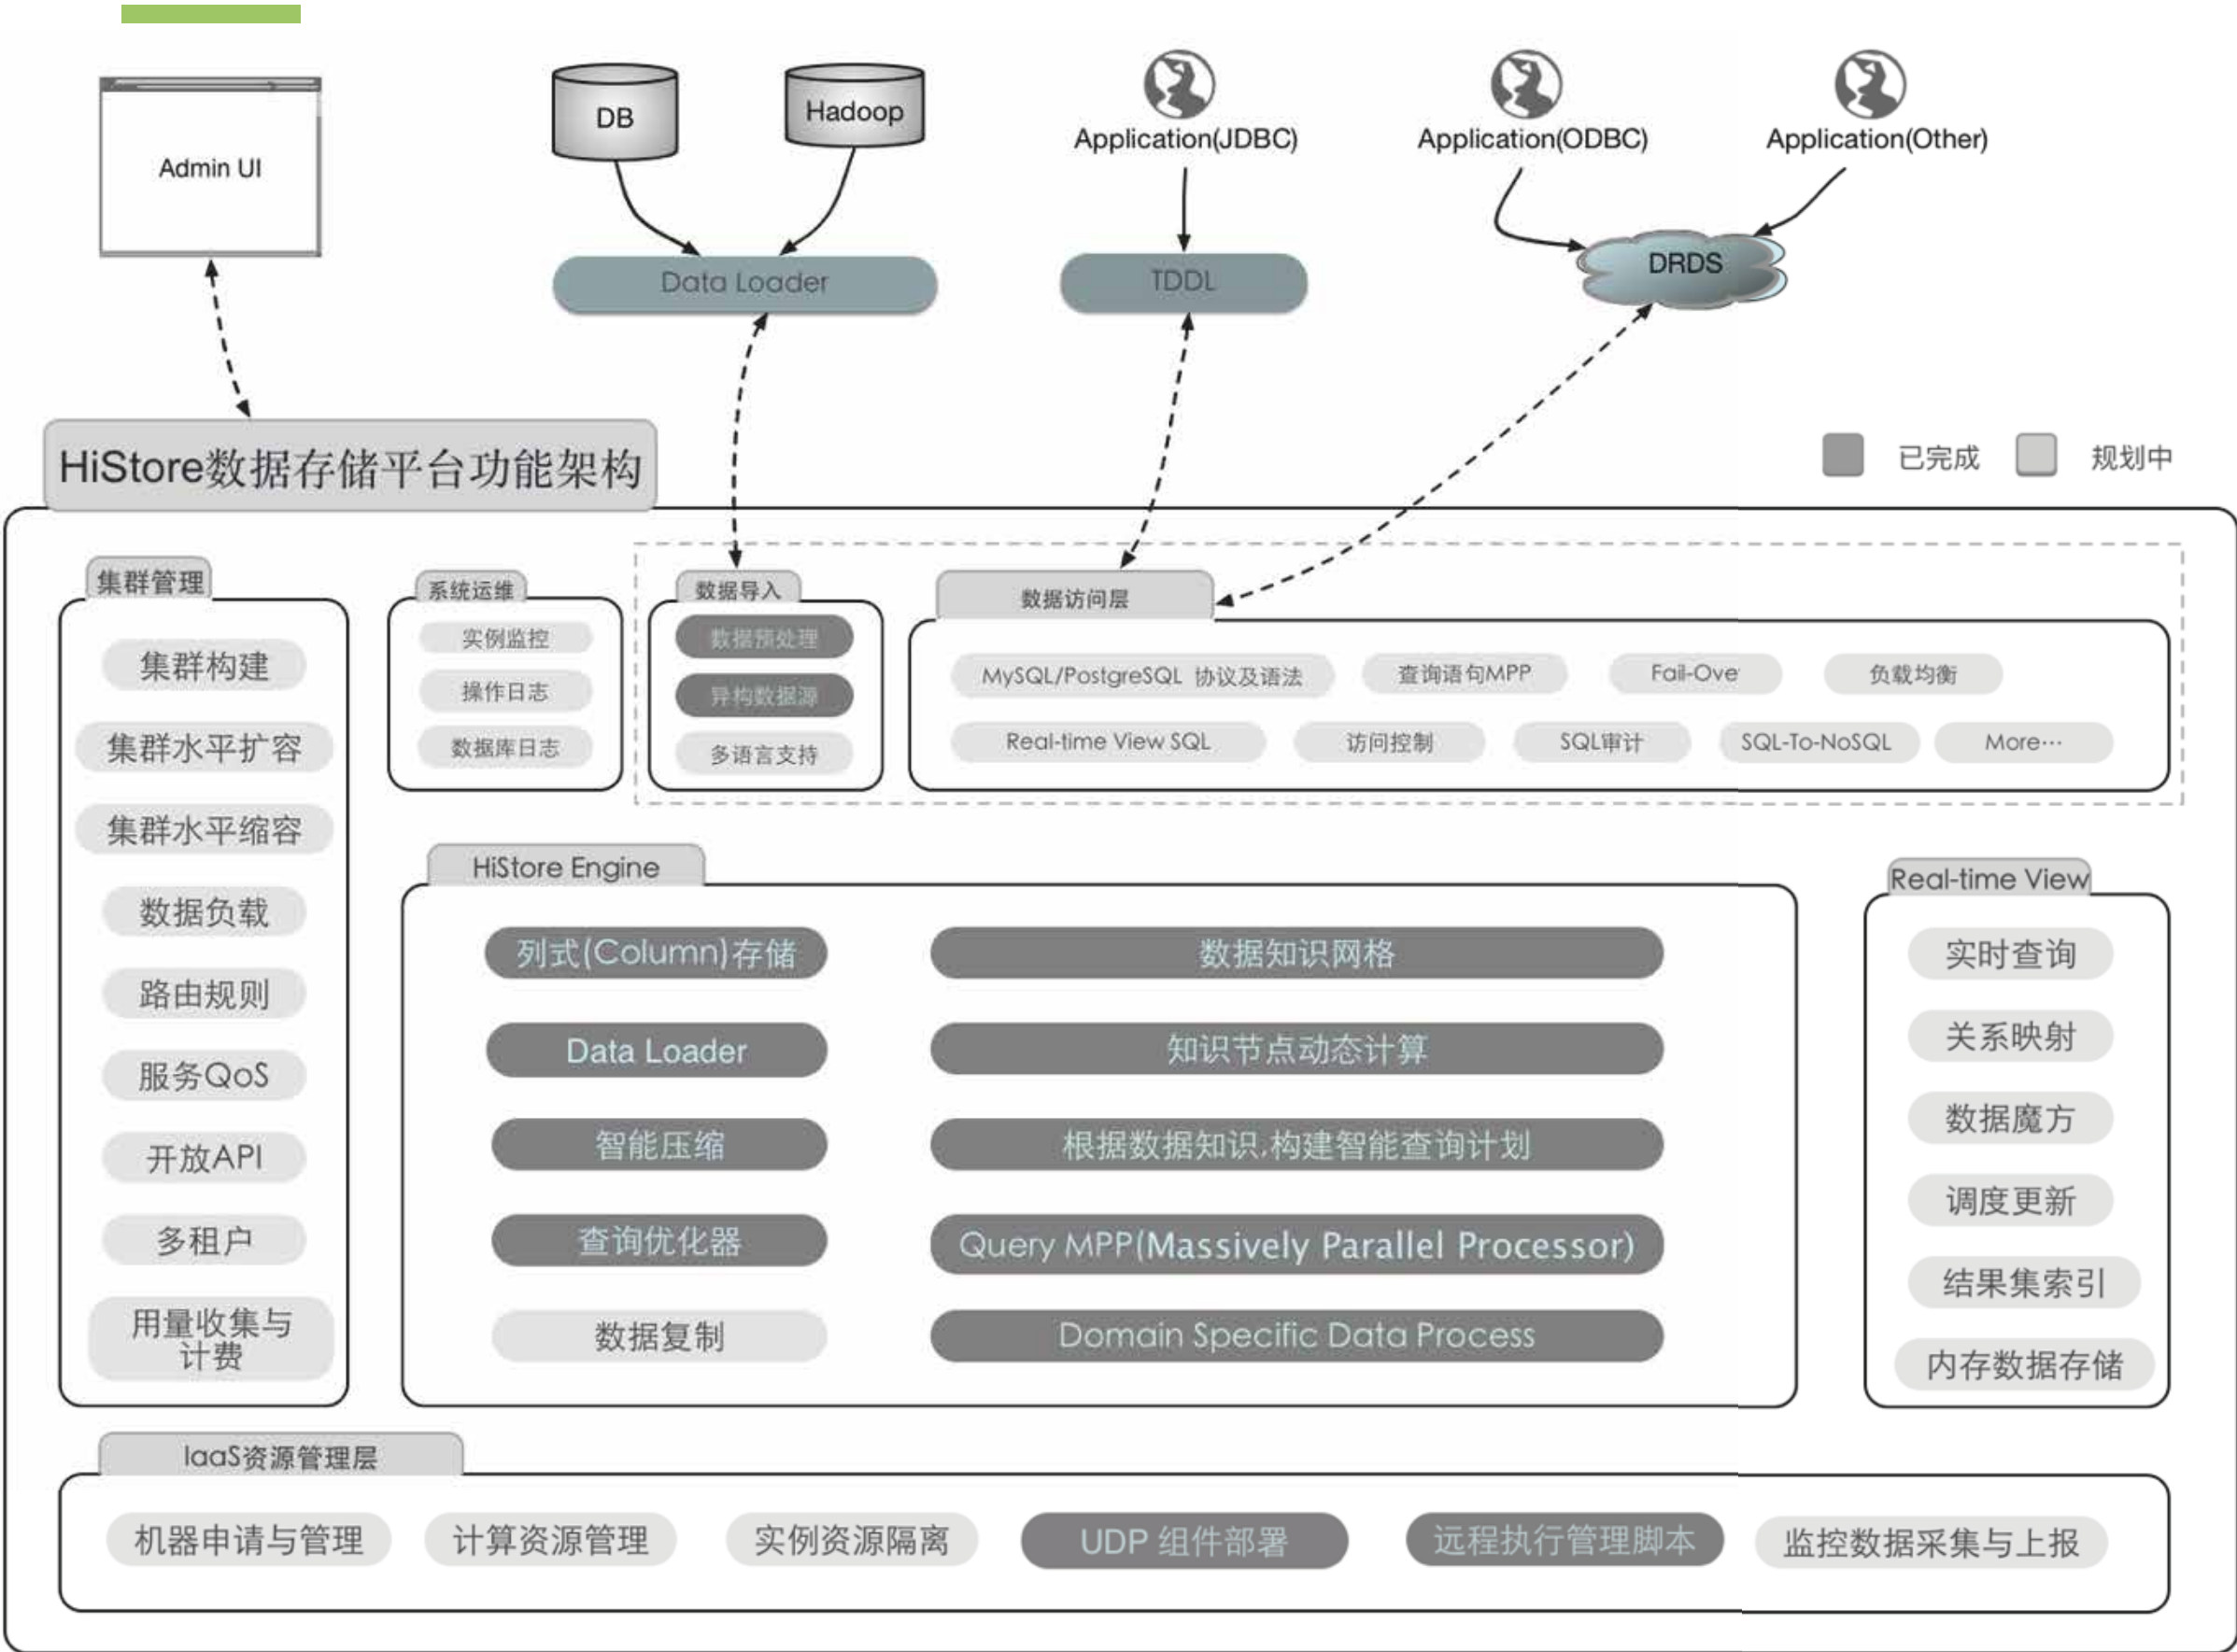 Admin UI
DB
Hadoop
Application(JDBC)
Application(ODBC)
Application(Other)
Data Loader
TDDL
DRDS
HiStore数据存储平台功能架构
已完成
规划中
集群管理
集群构建
集群水平扩容
集群水平缩容
数据负载
路由规则
服务QoS
开放API
多租户
用量收集与
计费
系统运维
实例监控
操作日志
数据库日志
数据导入
数据预处理
异构数据源
多语言支持
数据访问层
MySQL/PostgreSQL 协议及语法
查询语句MPP
Fail-Ove
负载均衡
Real-time View SQL
访问控制
SQL审计
SQL-To-NoSQL
More…
HiStore Engine
列式(Column)存储
数据知识网格
Data Loader
知识节点动态计算
智能压缩
根据数据知识,构建智能查询计划
查询优化器
Query MPP(Massively Parallel Processor)
数据复制
Domain Specific Data Process
Real-time View
实时查询
关系映射
数据魔方
调度更新
结果集索引
内存数据存储
IaaS资源管理层
机器申请与管理
计算资源管理
实例资源隔离
UDP 组件部署
远程执行管理脚本
监控数据采集与上报